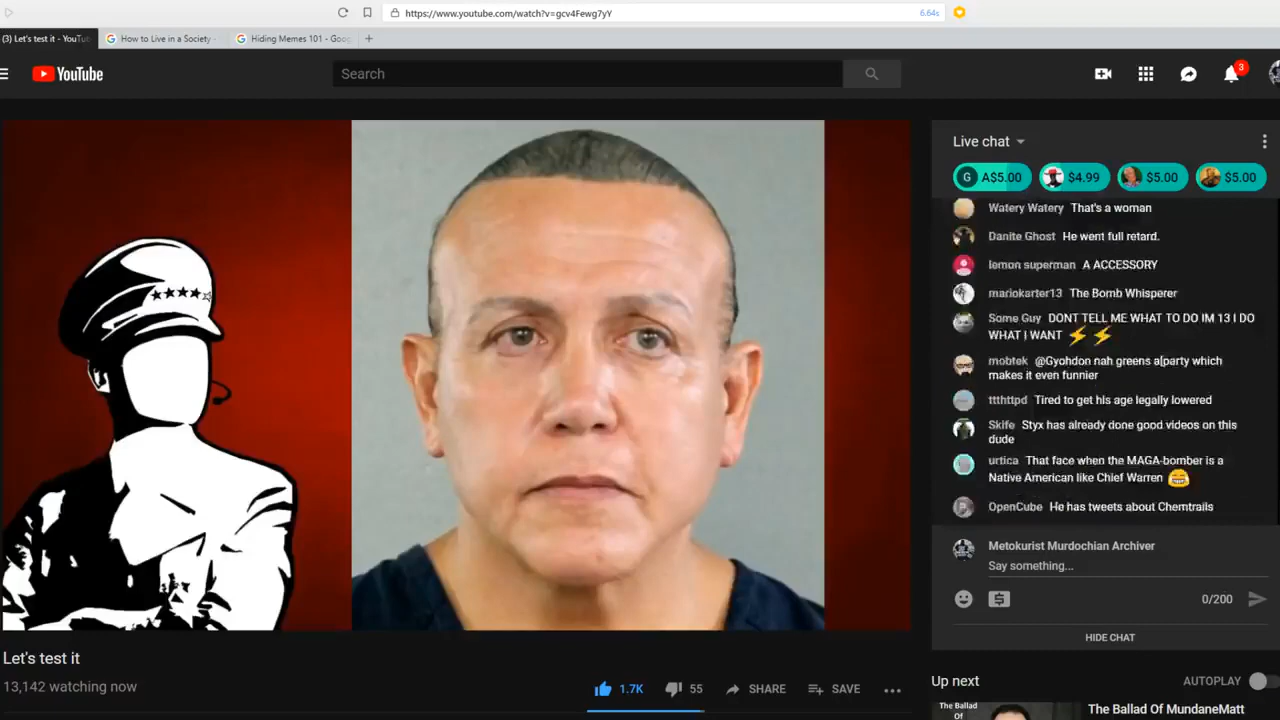 https://www.youtube.com/watch?v=gcv4Fewg7yY
6.64s
(3) Let's test it - YouTub
How to Live in a Society -
Hiding Memes 101 - Goog
YouTube
Search
3
Live chat
G A$5.00
$4.99
$5.00
$5.00
Watery Watery That's a woman
Danite Ghost He went full retard.
lemon superman A ACCESSORY
mariokarter13 The Bomb Whisperer
Some Guy DONT TELL ME WHAT TO DO IM 13 I DO
WHAT I WANT ⚡⚡
mobtek @Gyohdon nah greens a[party which
makes it even funnier
ttthttpd Tired to get his age legally lowered
Skife Styx has already done good videos on this
dude
urtica That face when the MAGA-bomber is a
Native American like Chief Warren 😂
OpenCube He has tweets about Chemtrails
Metokurist Murdochian Archiver
Say something...
0/200
HIDE CHAT
Let's test it
13,142 watching now
1.7K
55
SHARE
SAVE
Up next
AUTOPLAY
The Ballad
Of
The Ballad Of MundaneMatt